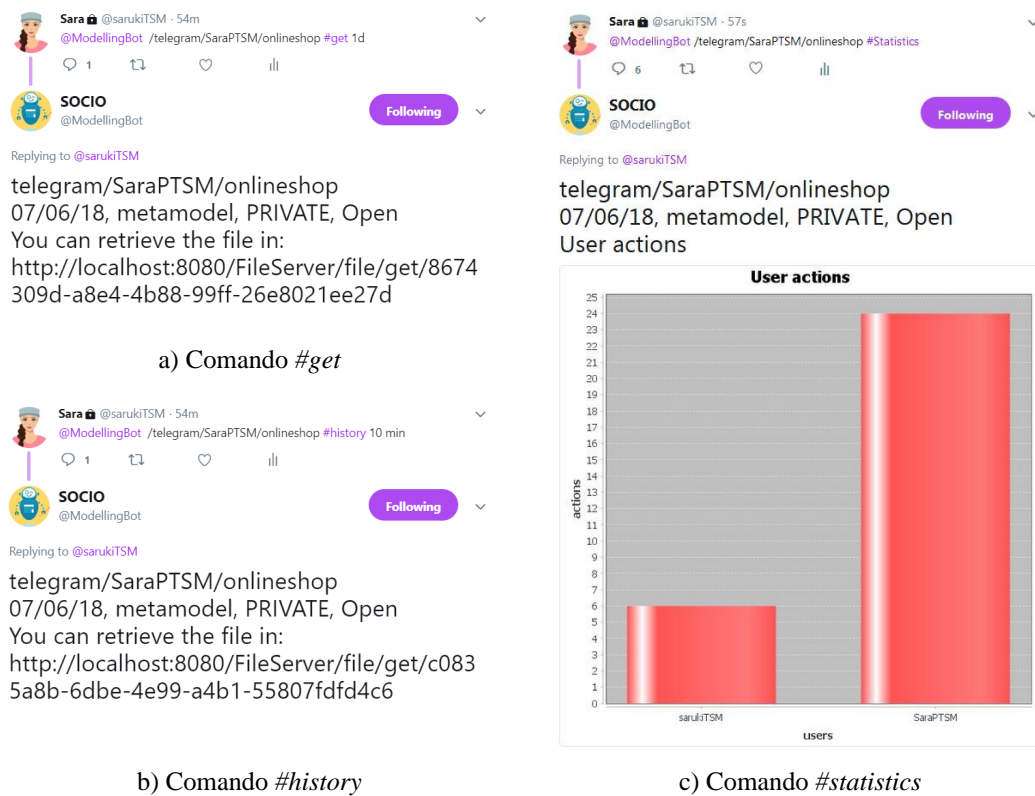 Sara @sarukiTSM · 54m
@ModellingBot /telegram/SaraPTSM/onlineshop #get 1d
1
SOCIO
@ModellingBot
Following
Replying to @sarukiTSM
telegram/SaraPTSM/onlineshop
07/06/18, metamodel, PRIVATE, Open
You can retrieve the file in:
http://localhost:8080/FileServer/file/get/8674
309d-a8e4-4b88-99ff-26e8021ee27d
a) Comando #get
Sara @sarukiTSM · 54m
@ModellingBot /telegram/SaraPTSM/onlineshop #history 10 min
1
SOCIO
@ModellingBot
Following
Replying to @sarukiTSM
telegram/SaraPTSM/onlineshop
07/06/18, metamodel, PRIVATE, Open
You can retrieve the file in:
http://localhost:8080/FileServer/file/get/c083
5a8b-6dbe-4e99-a4b1-55807fdfd4c6
b) Comando #history
Sara @sarukiTSM · 57s
@ModellingBot /telegram/SaraPTSM/onlineshop #Statistics
6
SOCIO
@ModellingBot
Following
Replying to @sarukiTSM
telegram/SaraPTSM/onlineshop
07/06/18, metamodel, PRIVATE, Open
User actions
User actions
25
24
23
22
21
20
19
18
17
16
15
14
13
12
11
10
9
8
7
6
5
4
3
2
1
0
actions
sarukiTSM
SaraPTSM
users
c) Comando #statistics